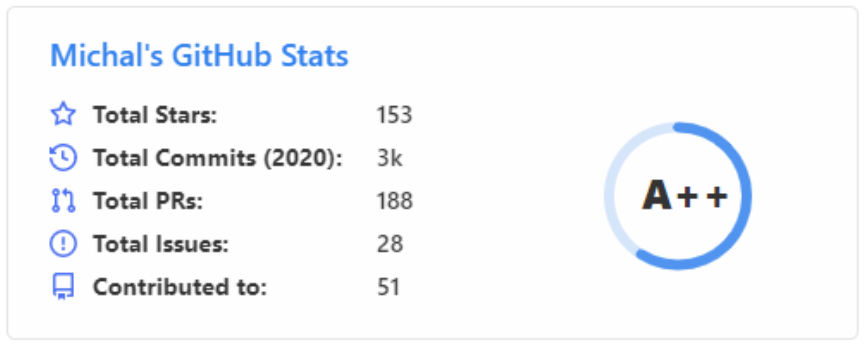 Michal's GitHub Stats
Total Stars: 153
Total Commits (2020): 3k
Total PRs: 188
Total Issues: 28
Contributed to: 51
A++